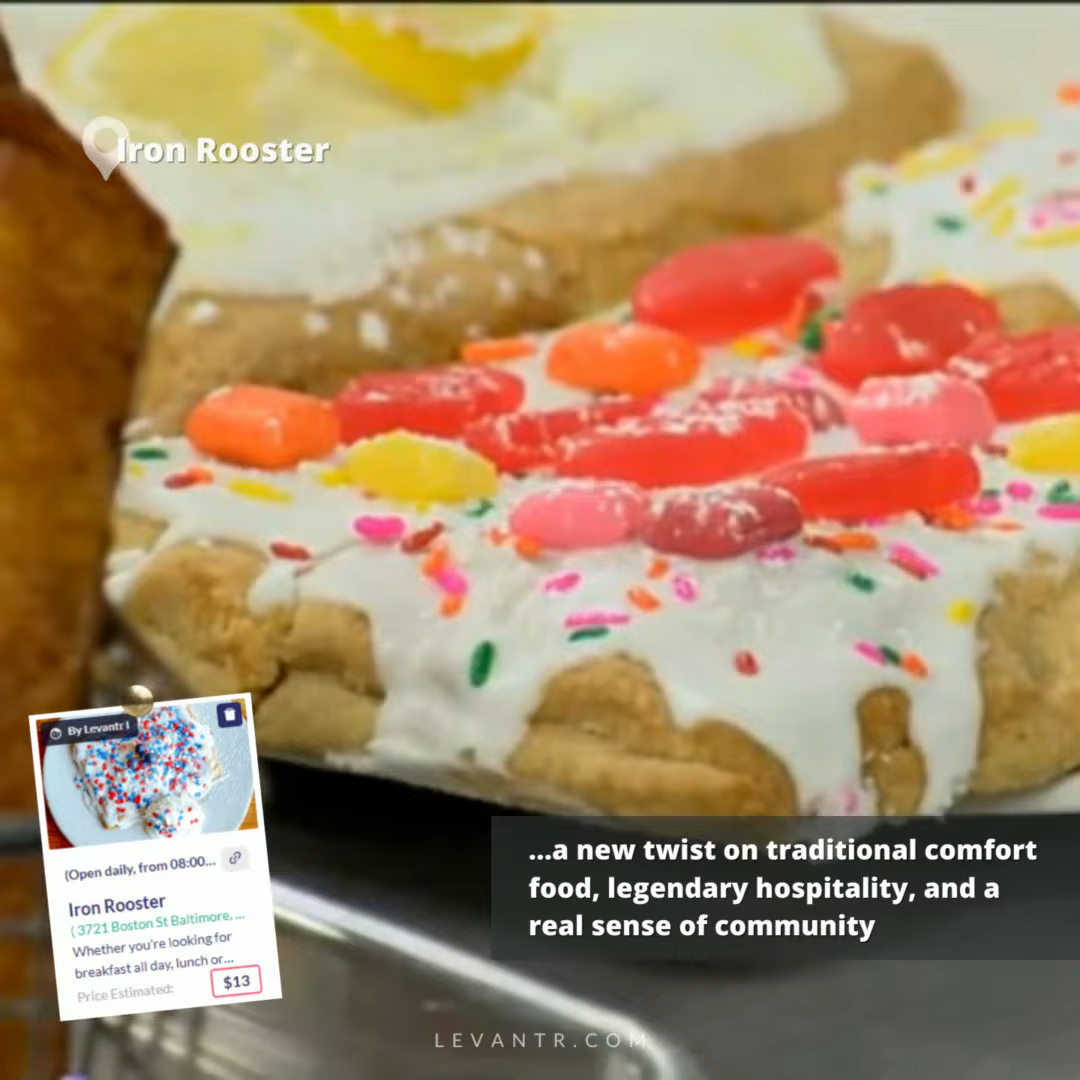 Iron Rooster
By Levantr I
(Open daily, from 08:00...
Iron Rooster
( 3721 Boston St Baltimore, ...
Whether you're looking for
breakfast all day, lunch or...
Price Estimated:
$13
...a new twist on traditional comfort
food, legendary hospitality, and a
real sense of community
LEVANTR.COM